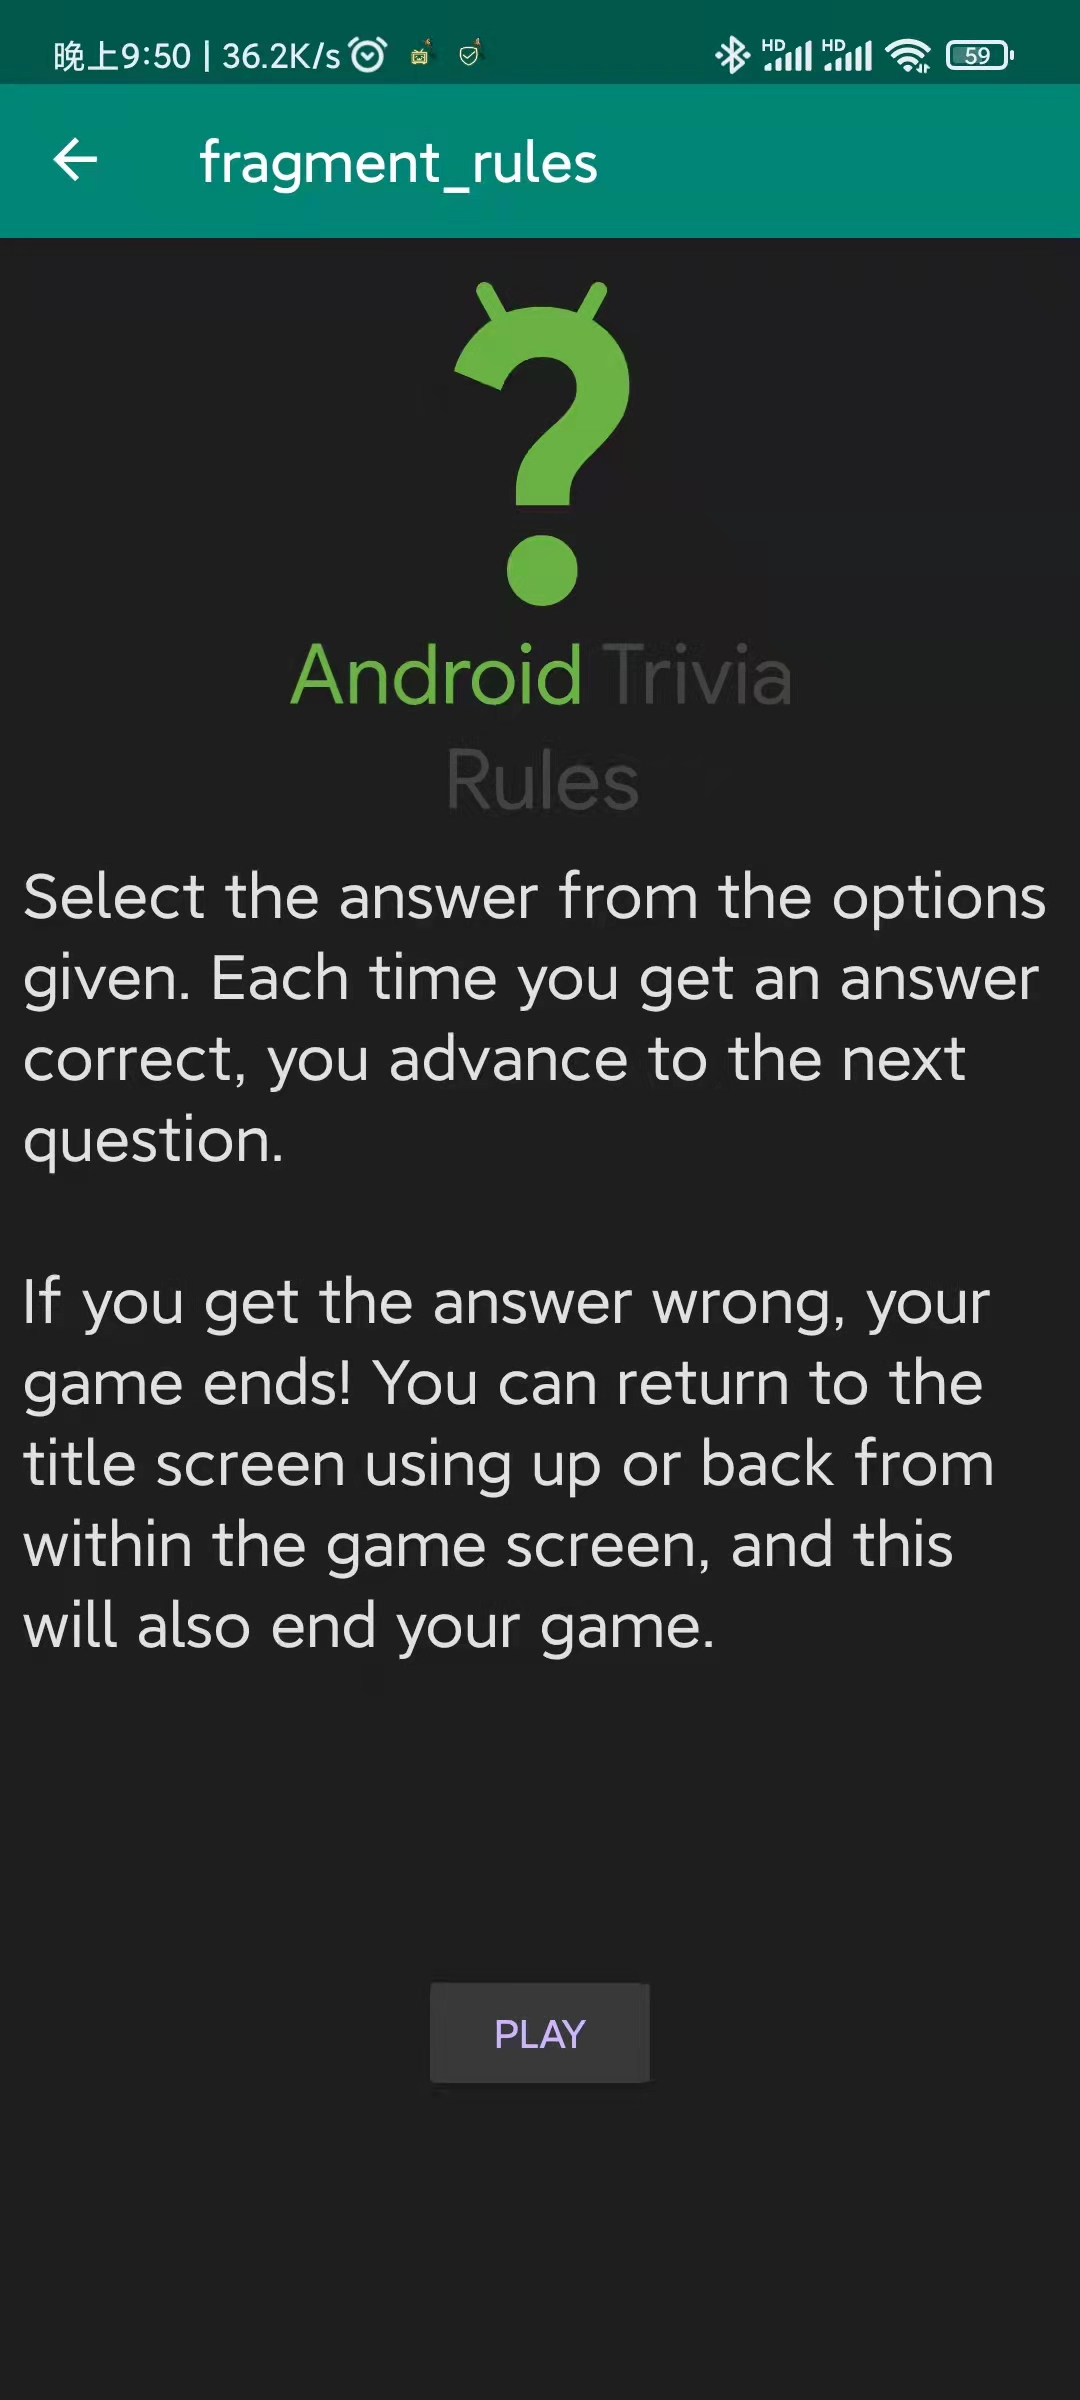 晚上9:50 | 36.2K/s HD HD 59
fragment_rules
Android Trivia
Rules
Select the answer from the options
given. Each time you get an answer
correct, you advance to the next
question.
If you get the answer wrong, your
game ends! You can return to the
title screen using up or back from
within the game screen, and this
will also end your game.
PLAY